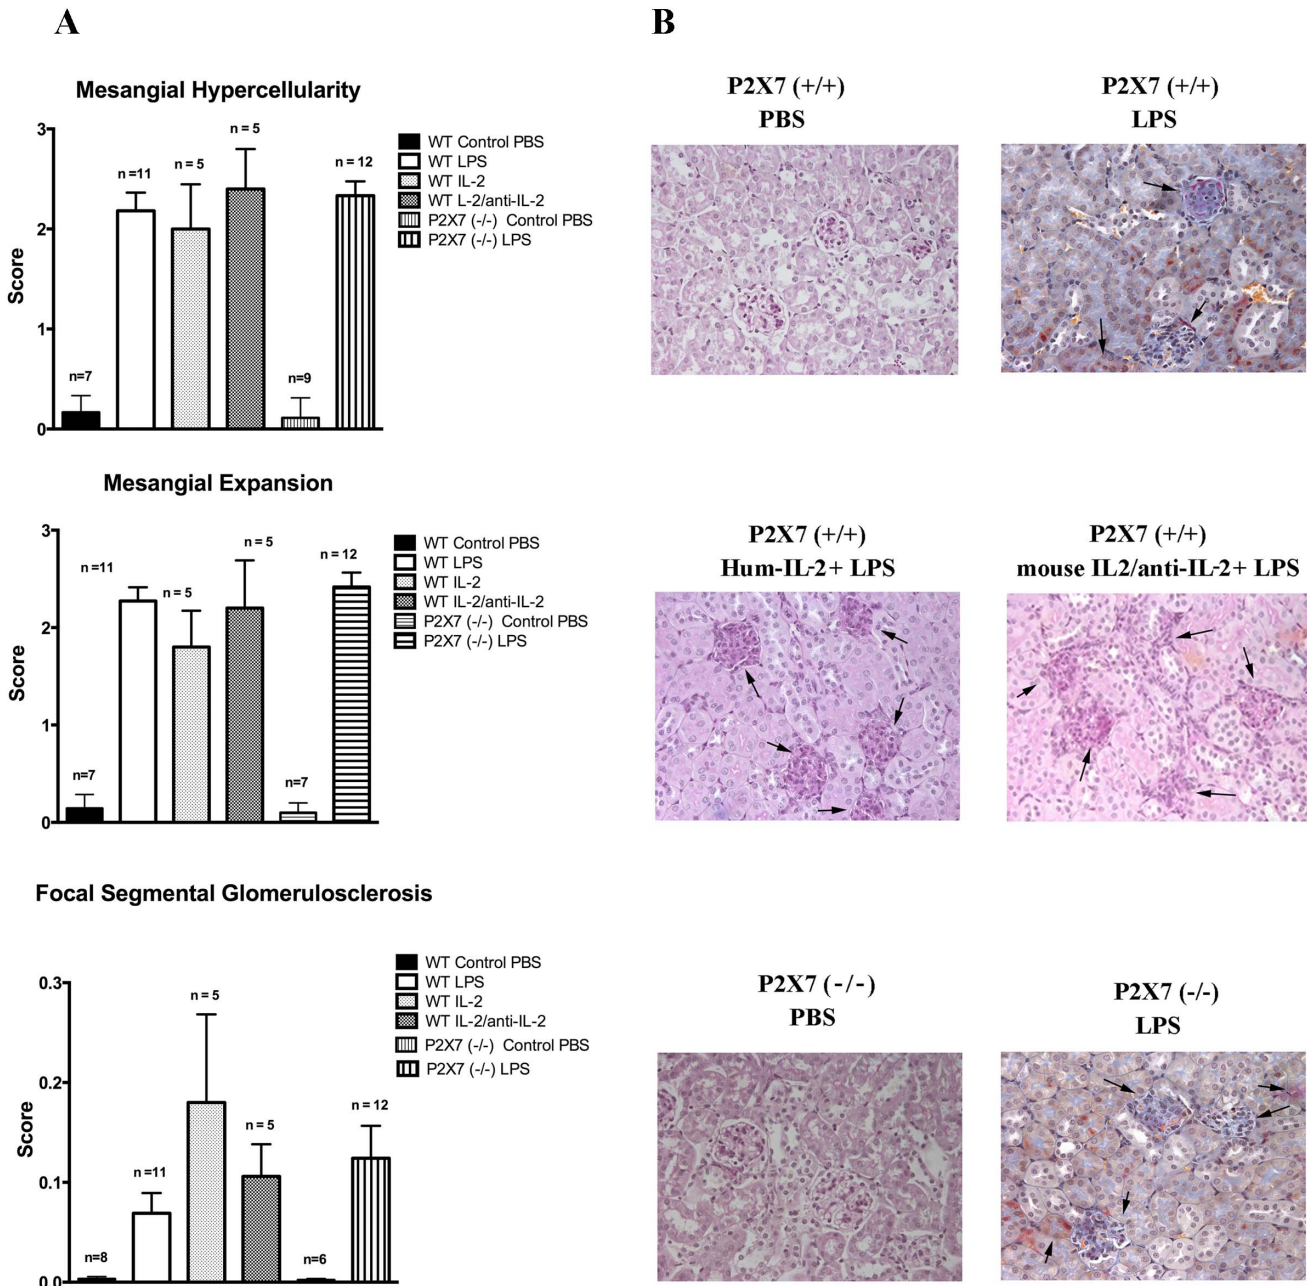 A
B
Mesangial Hypercellularity
Score
3
2
1
0
n=7
n=11
n = 5
n = 5
n=9
n = 12
WT Control PBS
WT LPS
WT IL-2
WT L-2/anti-IL-2
P2X7 (-/-) Control PBS
P2X7 (-/-) LPS
Mesangial Expansion
Score
3
2
1
0
n=7
n =11
n = 5
n = 5
n=7
n = 12
WT Control PBS
WT LPS
WT IL-2
WT IL-2/anti-IL-2
P2X7 (-/-) Control PBS
P2X7 (-/-) LPS
Focal Segmental Glomerulosclerosis
Score
0.3
0.2
0.1
0.0
n=8
n =11
n = 5
n = 5
n=6
n = 12
WT Control PBS
WT LPS
WT IL-2
WT IL-2/anti-IL-2
P2X7 (-/-) Control PBS
P2X7 (-/-) LPS
P2X7 (+/+)
PBS
P2X7 (+/+)
LPS
P2X7 (+/+)
Hum-IL-2+ LPS
P2X7 (+/+)
mouse IL2/anti-IL-2+ LPS
P2X7 (-/-)
PBS
P2X7 (-/-)
LPS